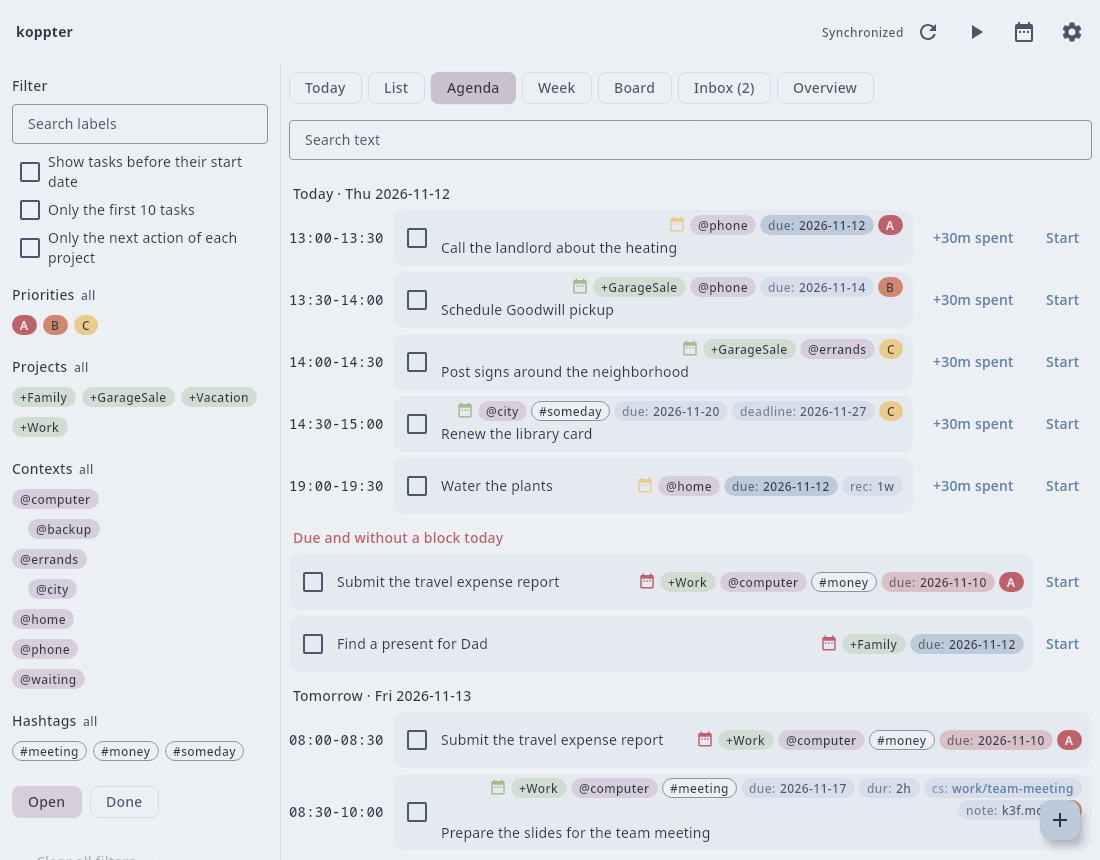 koppter
Synchronized
Filter
Search labels
Show tasks before their start
date
Only the first 10 tasks
Only the next action of each
project
Priorities all
A B C
Projects all
+Family +GarageSale +Vacation
+Work
Contexts all
@computer
@backup
@errands
@city
@home
@phone
@waiting
Hashtags all
#meeting #money #someday
Open Done
Clear all filters
Today List Agenda Week Board Inbox (2) Overview
Search text
Today · Thu 2026-11-12
@phone due: 2026-11-12 A
13:00-13:30 Call the landlord about the heating +30m spent Start
+GarageSale @phone due: 2026-11-14 B
13:30-14:00 Schedule Goodwill pickup +30m spent Start
+GarageSale @errands C
14:00-14:30 Post signs around the neighborhood +30m spent Start
@city #someday due: 2026-11-20 deadline: 2026-11-27 C
14:30-15:00 Renew the library card +30m spent Start
19:00-19:30 Water the plants @home due: 2026-11-12 rec: 1w +30m spent Start
Due and without a block today
Submit the travel expense report +Work @computer #money due: 2026-11-10 A Start
Find a present for Dad +Family due: 2026-11-12 Start
Tomorrow · Fri 2026-11-13
08:00-08:30 Submit the travel expense report +Work @computer #money due: 2026-11-10 A
+Work @computer #meeting due: 2026-11-17 dur: 2h cs: work/team-meeting
note:
08:30-10:00 Prepare the slides for the team meeting